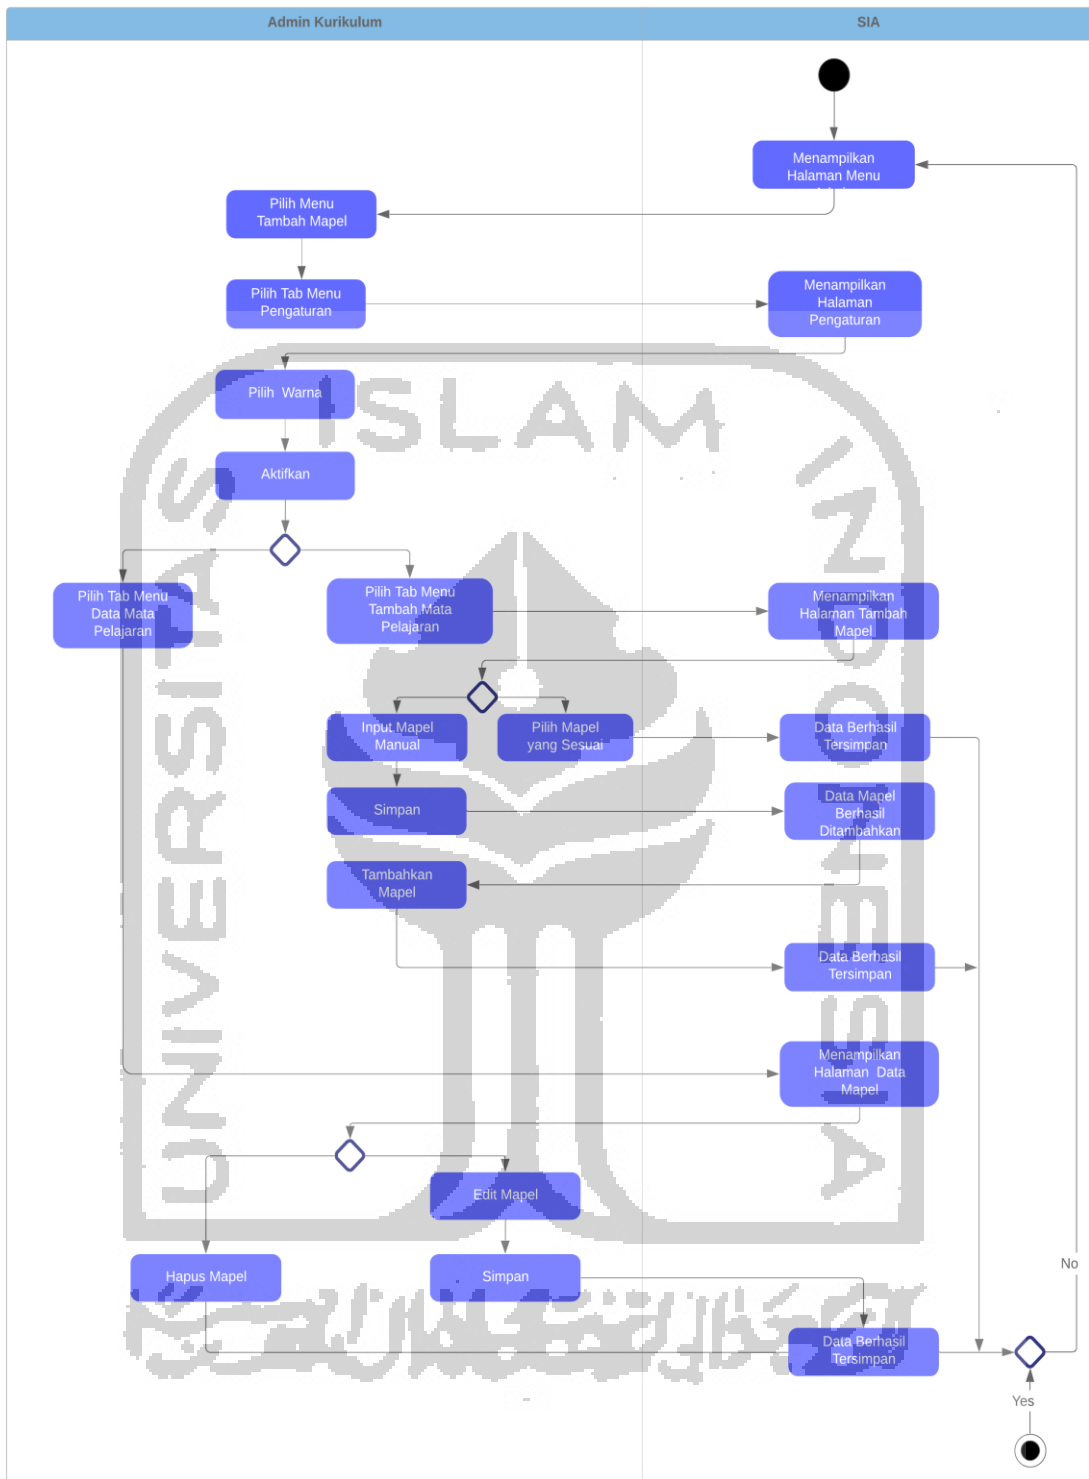 Admin Kurikulum
SIA
Menampilkan
Halaman Menu
Pilih Menu
Tambah Mapel
Pilih Tab Menu
Pengaturan
Menampilkan
Halaman
Pengaturan
Pilih Warna
Aktifkan
Pilih Tab Menu
Data Mata
Pelajaran
Pilih Tab Menu
Tambah Mata
Pelajaran
Menampilkan
Halaman Tambah
Mapel
Input Mapel
Manual
Pilih Mapel
yang Sesuai
Data Berhasil
Tersimpan
Simpan
Data Mapel
Berhasil
Ditambahkan
Tambahkan
Mapel
Data Berhasil
Tersimpan
Menampilkan
Halaman Data
Mapel
Edit Mapel
Hapus Mapel
Simpan
Data Berhasil
Tersimpan
No
Yes
UNIVERSITAS
ISLAM
INDONESIA